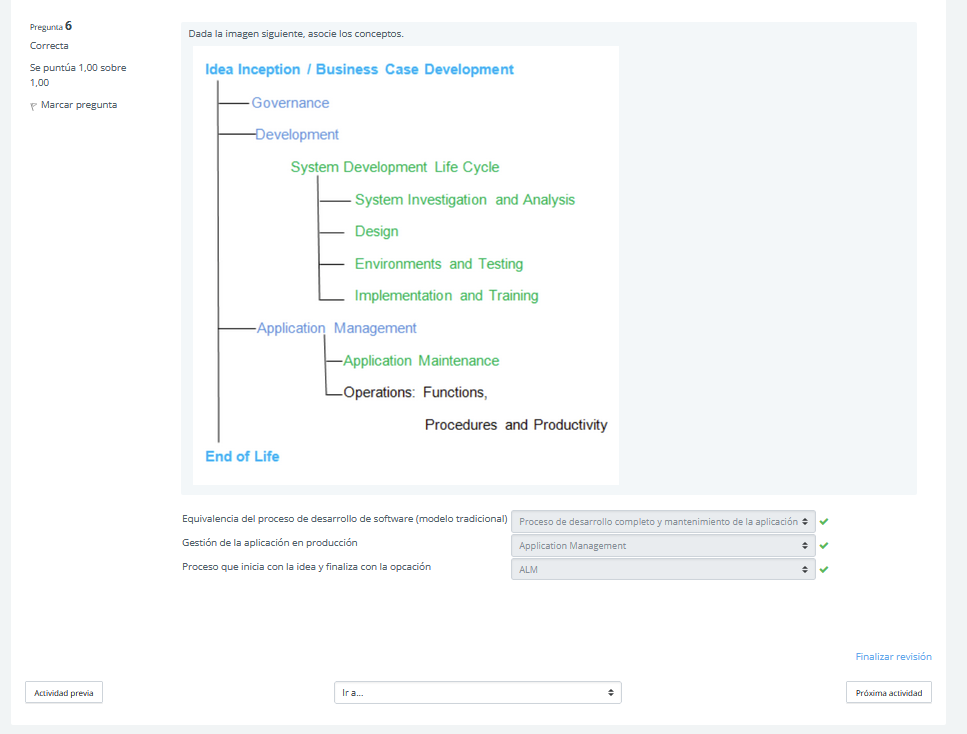 Pregunta 6
Correcta
Se puntúa 1,00 sobre
1,00
Marcar pregunta
Dada la imagen siguiente, asocie los conceptos.
Idea Inception / Business Case Development
Governance
Development
System Development Life Cycle
System Investigation and Analysis
Design
Environments and Testing
Implementation and Training
Application Management
Application Maintenance
Operations: Functions,
Procedures and Productivity
End of Life
Equivalencia del proceso de desarrollo de software (modelo tradicional) Proceso de desarrollo completo y mantenimiento de la aplicación
Gestión de la aplicación en producción Application Management
Proceso que inicia con la idea y finaliza con la opcación ALM
Finalizar revisión
Actividad previa Ir a... Próxima actividad